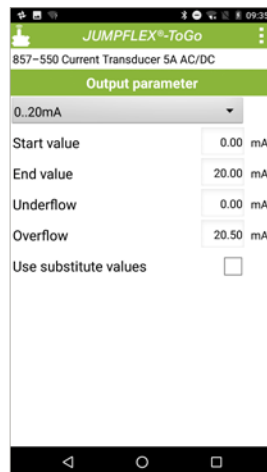 09:35
JUMPFLEX®-ToGo
857–550 Current Transducer 5A AC/DC
Output parameter
0..20mA
Start value 0.00 mA
End value 20.00 mA
Underflow 0.00 mA
Overflow 20.50 mA
Use substitute values